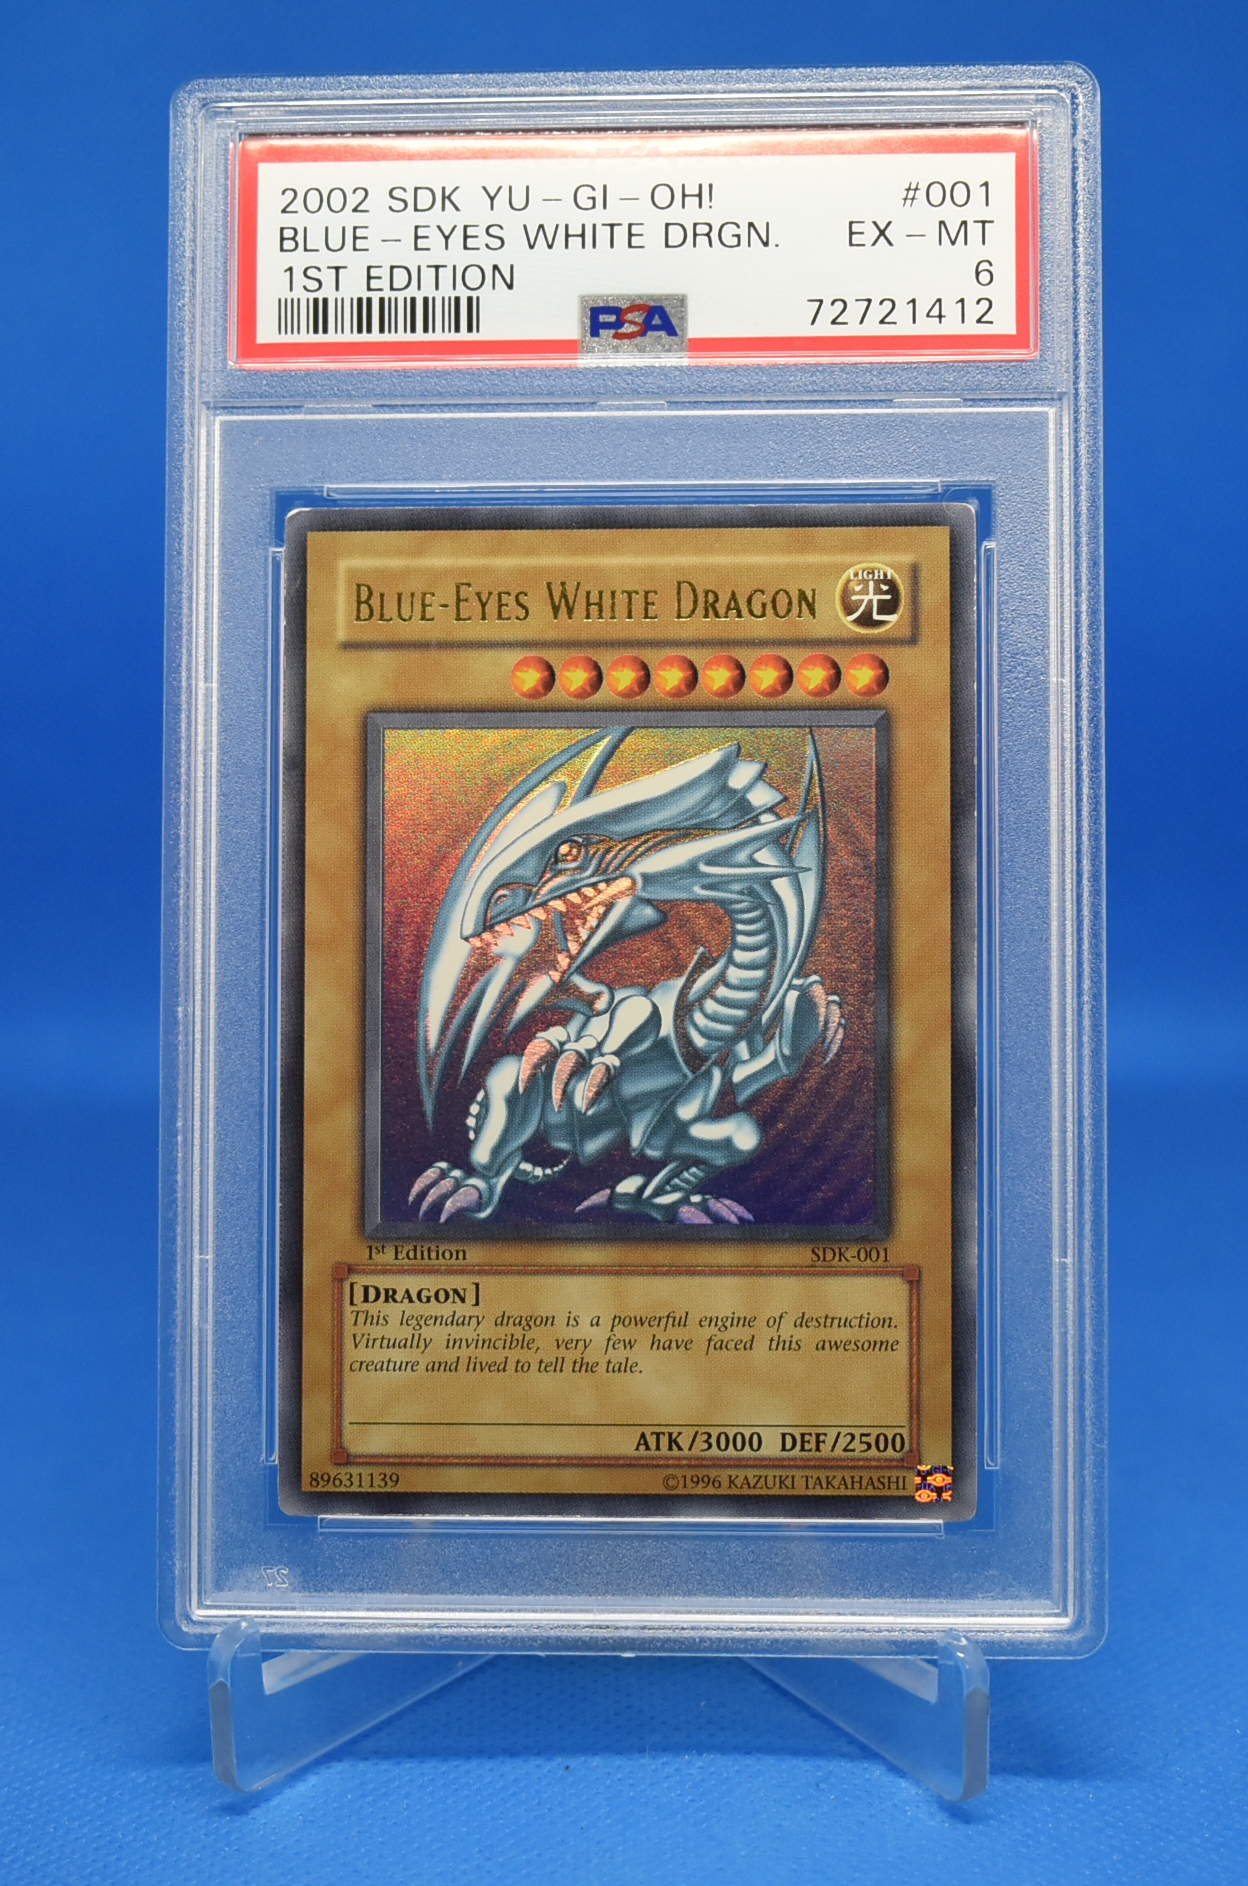 2002 SDK YU-GI-OH! #001
BLUE-EYES WHITE DRGN. EX-MT
1ST EDITION 6
PSA 72721412
BLUE-EYES WHITE DRAGON LIGHT 光
1st Edition SDK-001
[DRAGON]
This legendary dragon is a powerful engine of destruction.
Virtually invincible, very few have faced this awesome
creature and lived to tell the tale.
ATK/3000 DEF/2500
89631139 ©1996 KAZUKI TAKAHASHI
27